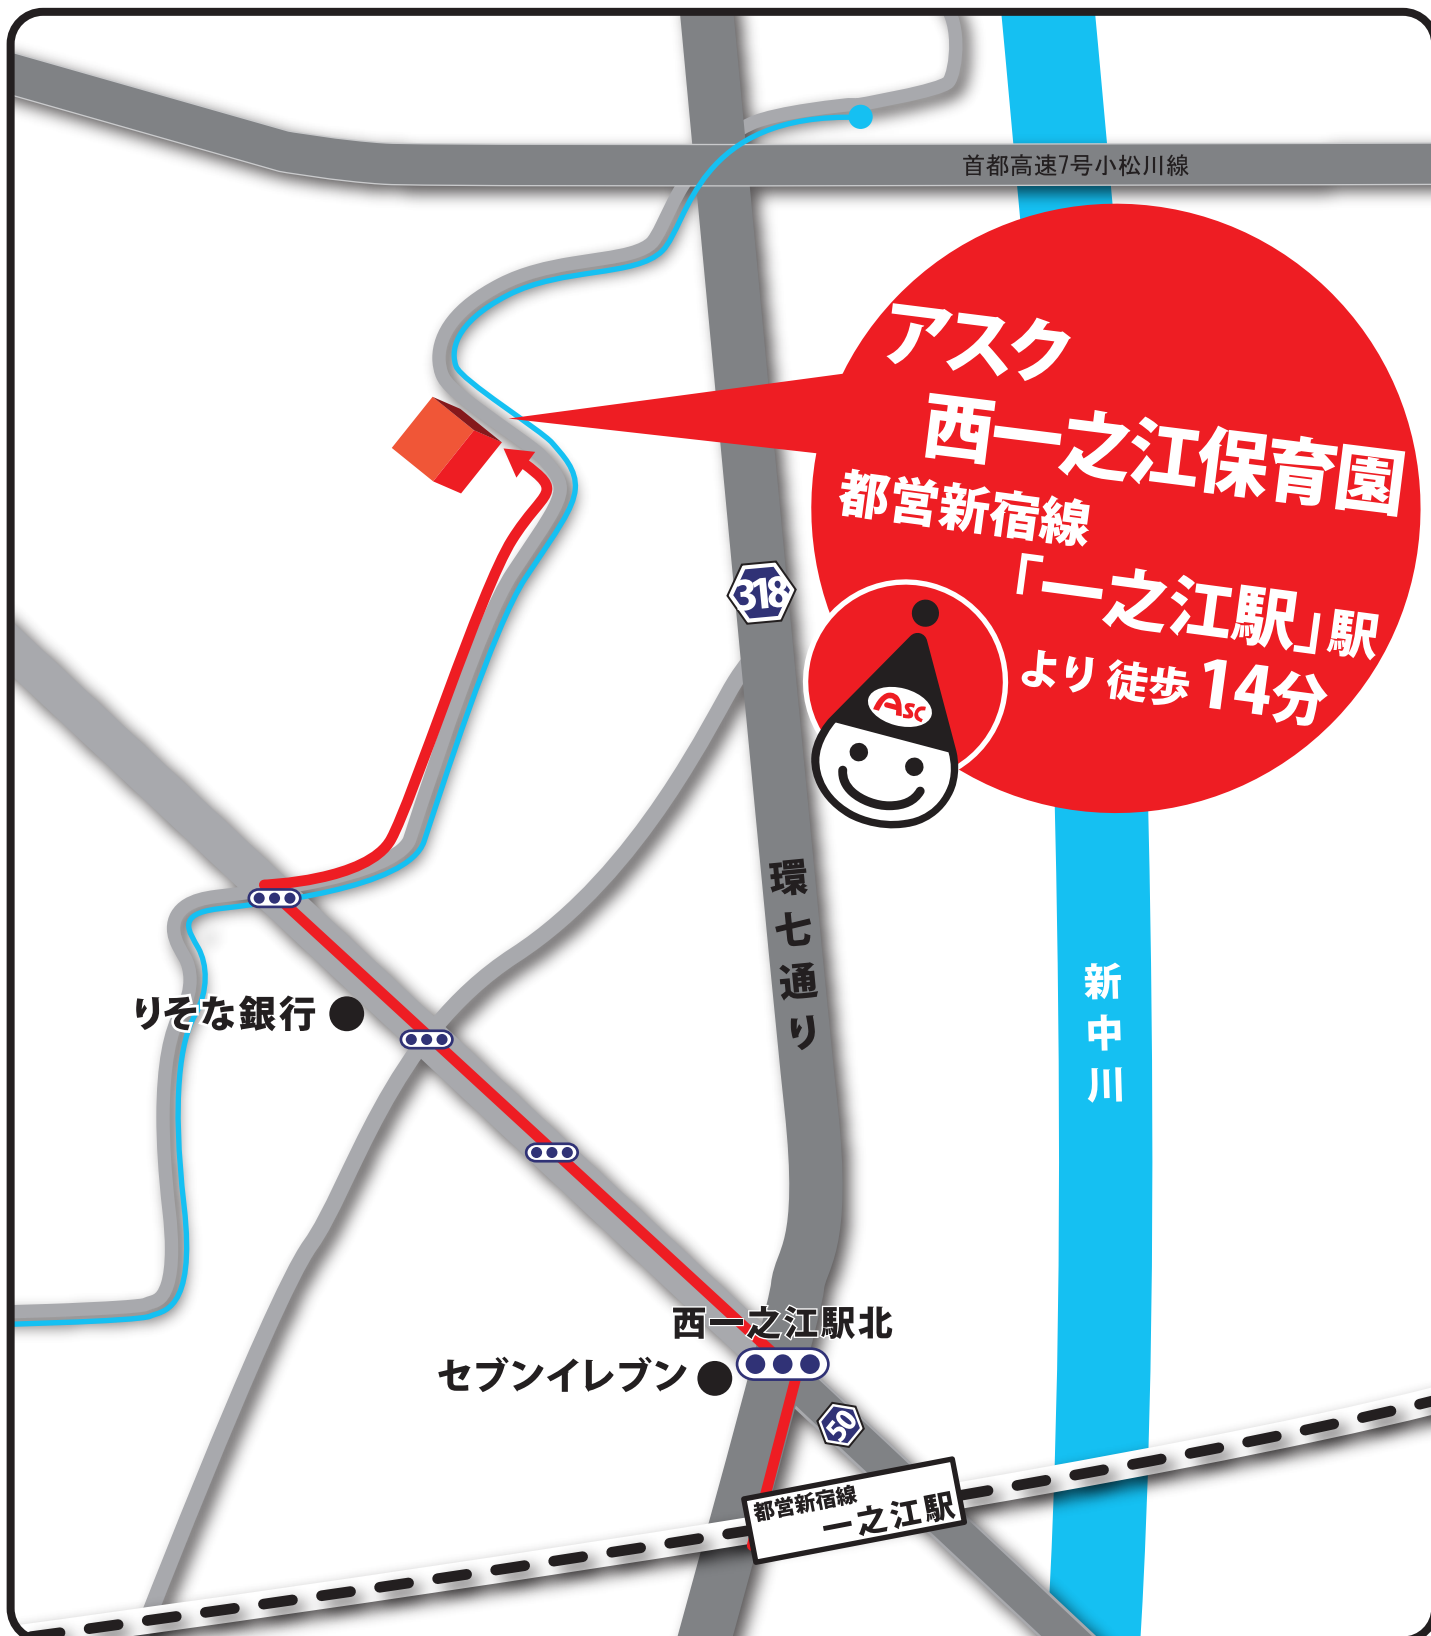 首都高速7号小松川線
アスク
西一之江保育園
都営新宿線
「一之江駅」駅
より 徒歩 14分
ASC
318
環七通り
新中川
りそな銀行
西一之江駅北
セブンイレブン
50
都営新宿線
一之江駅